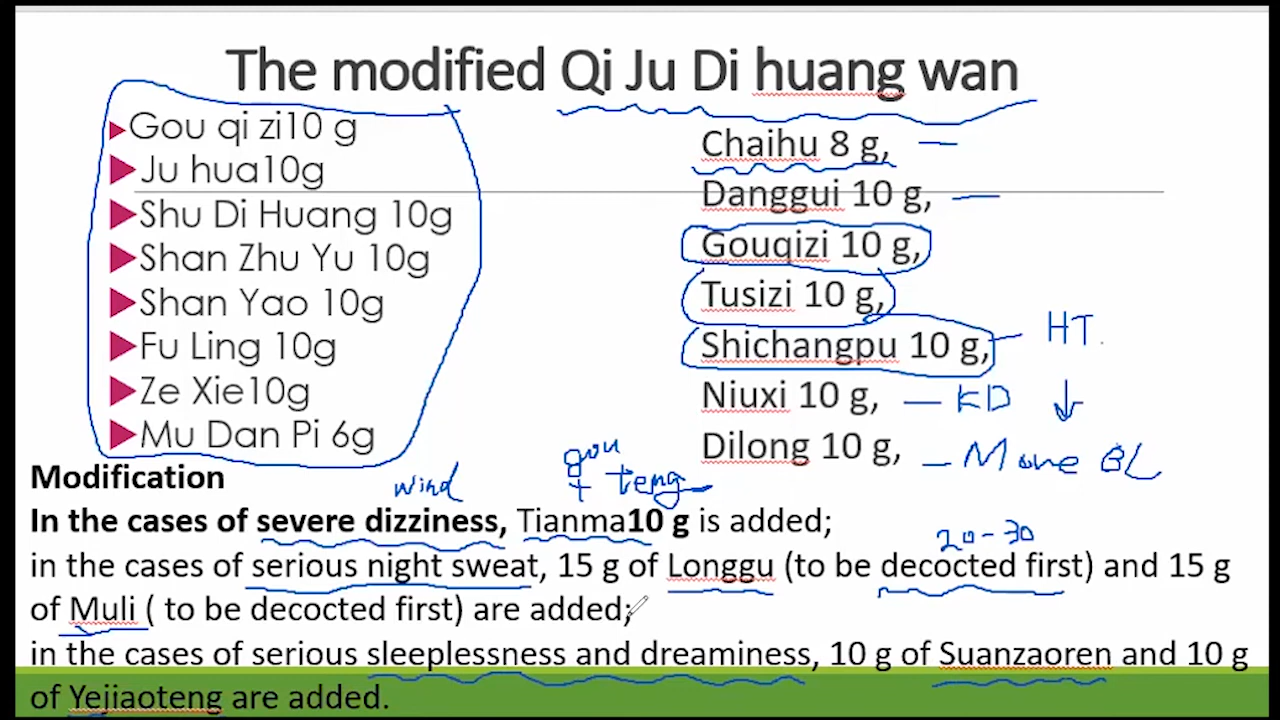 The modified Qi Ju Di huang wan
Gou qi zi10 g
Ju hua10g
Shu Di Huang 10g
Shan Zhu Yu 10g
Shan Yao 10g
Fu Ling 10g
Ze Xie10g
Mu Dan Pi 6g
Chaihu 8 g,
Danggui 10 g,
Gouqizi 10 g,
Tusizi 10 g,
Shichangpu 10 g,
HT
Niuxi 10 g,
KD
Dilong 10 g,
Move BL
Modification
wind
gou
+ teng
In the cases of severe dizziness, Tianma10 g is added;
20-30
in the cases of serious night sweat, 15 g of Longgu (to be decocted first) and 15 g
of Muli ( to be decocted first) are added;
in the cases of serious sleeplessness and dreaminess, 10 g of Suanzaoren and 10 g
of Yejiaoteng are added.